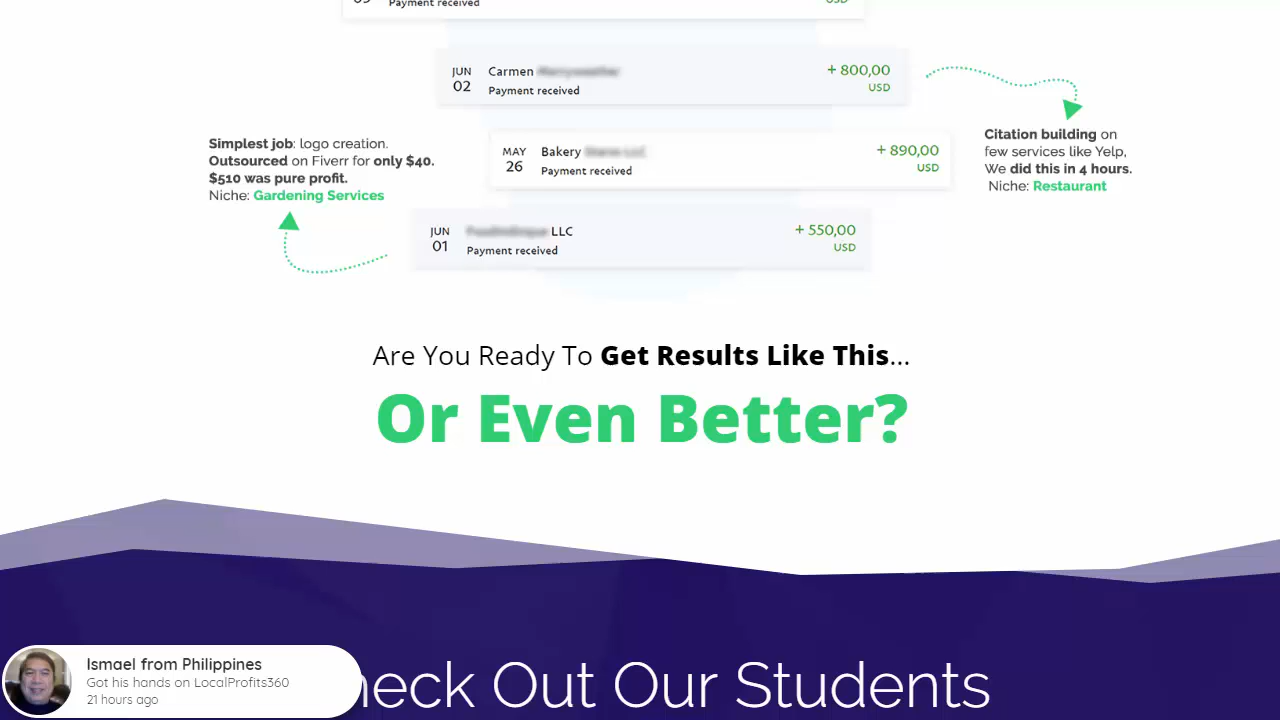 Payment received
USD
JUN
02
Carmen
Payment received
+ 800,00
USD
Simplest job: logo creation.
Outsourced on Fiverr for only $40.
$510 was pure profit.
Niche: Gardening Services
MAY
26
Bakery
Payment received
+ 890,00
USD
Citation building on
few services like Yelp,
We did this in 4 hours.
Niche: Restaurant
JUN
01
LLC
Payment received
+ 550,00
USD
Are You Ready To Get Results Like This...
Or Even Better?
Ismael from Philippines
Got his hands on LocalProfits360
21 hours ago
heck Out Our Students